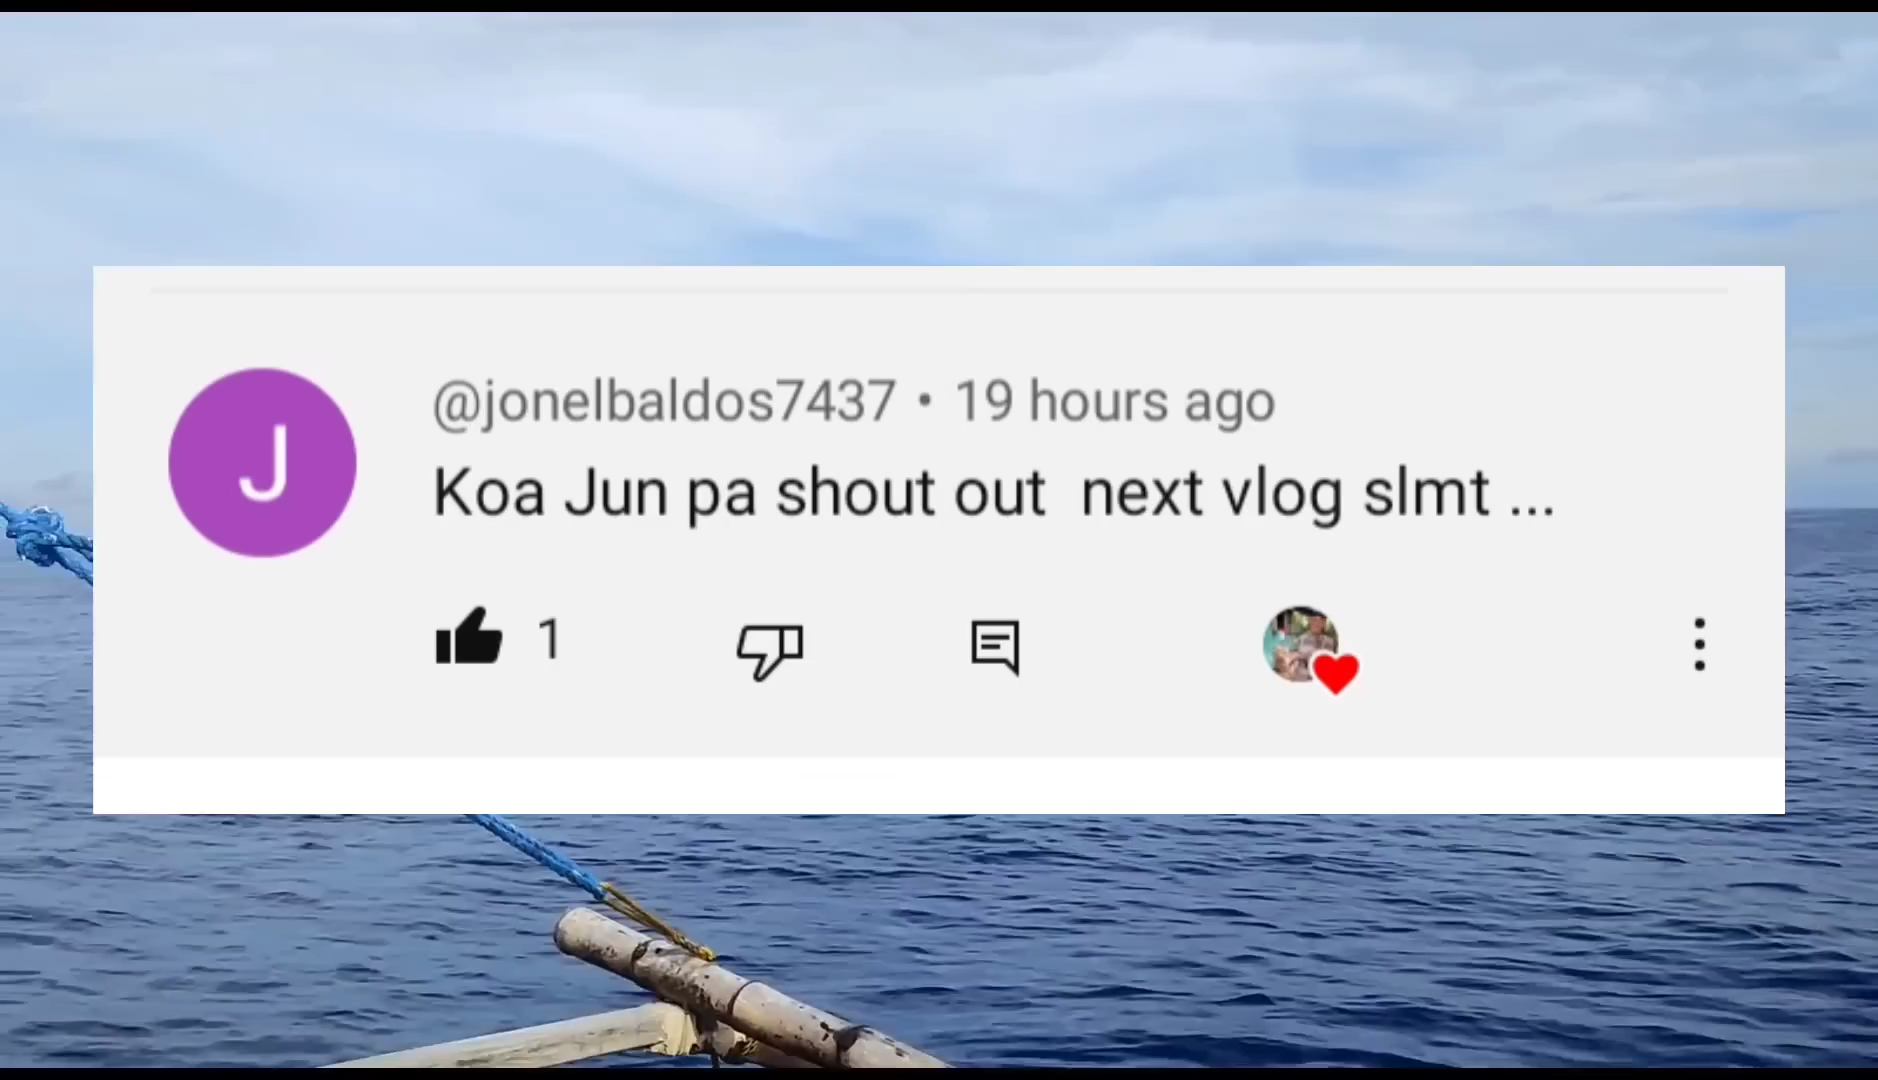 J
@jonelbaldos7437 • 19 hours ago
Koa Jun pa shout out  next vlog slmt ...
1